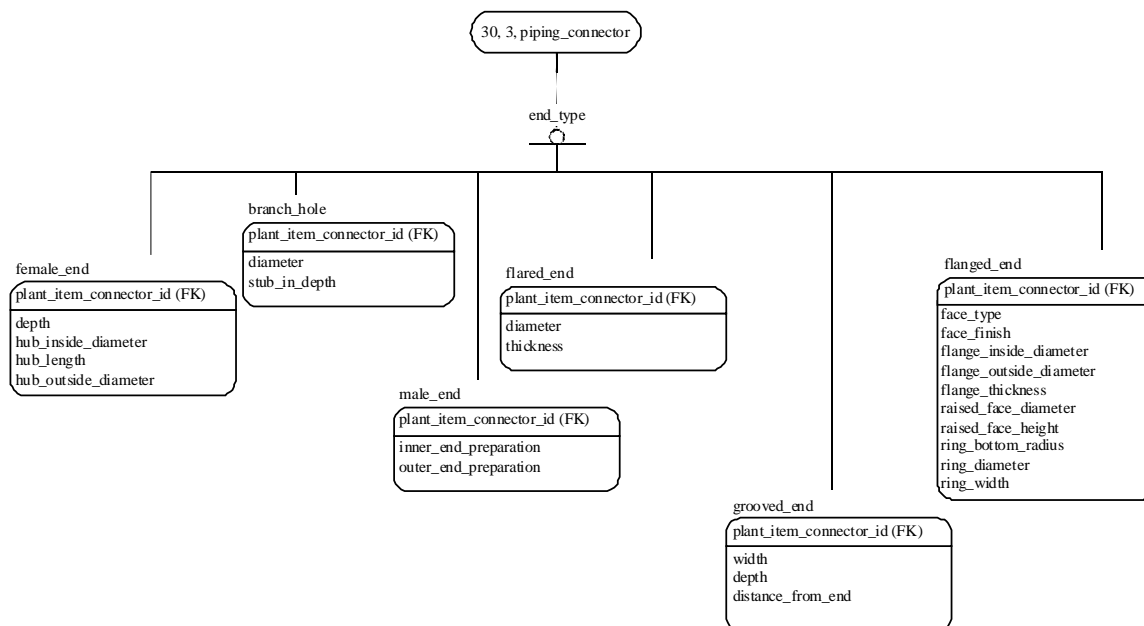 30, 3, piping_connector
end_type
branch_hole
plant_item_connector_id (FK)
diameter
stub_in_depth
female_end
plant_item_connector_id (FK)
depth
hub_inside_diameter
hub_length
hub_outside_diameter
flared_end
plant_item_connector_id (FK)
diameter
thickness
flanged_end
plant_item_connector_id (FK)
face_type
face_finish
flange_inside_diameter
flange_outside_diameter
flange_thickness
raised_face_diameter
raised_face_height
ring_bottom_radius
ring_diameter
ring_width
male_end
plant_item_connector_id (FK)
inner_end_preparation
outer_end_preparation
grooved_end
plant_item_connector_id (FK)
width
depth
distance_from_end